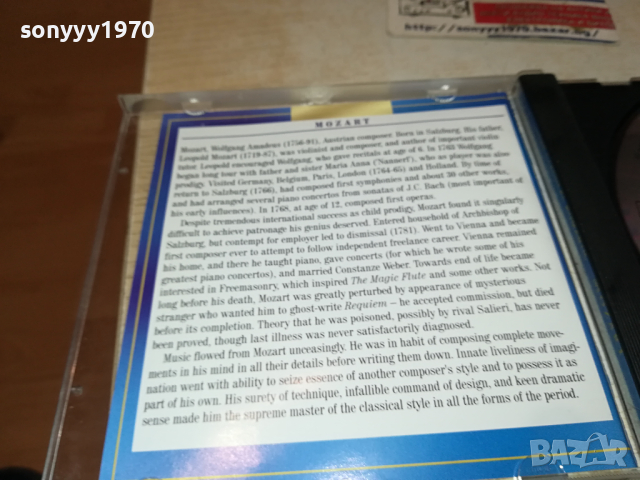 sonyyy1970
http://sonyyy1970.bazar.bg/
MOZART
Mozart, Wolfgang Amadeus (1756-91), Austrian composer. Born in Salzburg. His father,
Leopold Mozart (1719-87), was violinist and composer, and author of important violin
tutor. Leopold encouraged Wolfgang, who gave recitals at age of 6. In 1763 Wolfgang
began long tour with father and sister Maria Anna ('Nannerl'), who as player was also
prodigy. Visited Germany, Belgium, Paris, London (1764-65) and Holland. By time of
return to Salzburg (1766), had composed first symphonies and about 30 other works,
and had arranged several piano concertos from sonatas of J.C. Bach (most important of
his early influences). In 1768, at age of 12, composed first operas.
Despite tremendous international success as child prodigy, Mozart found it singularly
difficult to achieve patronage his genius deserved. Entered household of Archbishop of
Salzburg, but contempt for employer led to dismissal (1781). Went to Vienna and became
first composer ever to attempt to follow independent freelance career. Vienna remained
his home, and there he taught piano, gave concerts (for which he wrote some of his
greatest piano concertos), and married Constanze Weber. Towards end of life became
interested in Freemasonry, which inspired The Magic Flute and some other works. Not
long before his death, Mozart was greatly perturbed by appearance of mysterious
stranger who wanted him to ghost-write Requiem – he accepted commission, but died
before its completion. Theory that he was poisoned, possibly by rival Salieri, has never
been proved, though last illness was never satisfactorily diagnosed.
Music flowed from Mozart unceasingly. He was in habit of composing complete move-
ments in his mind in all their details before writing them down. Innate liveliness of imagi-
nation went with ability to seize essence of another composer's style and to possess it as
part of his own. His surety of technique, infallible command of design, and keen dramatic
sense made him the supreme master of the classical style in all the forms of the period.
BAZAR
bg